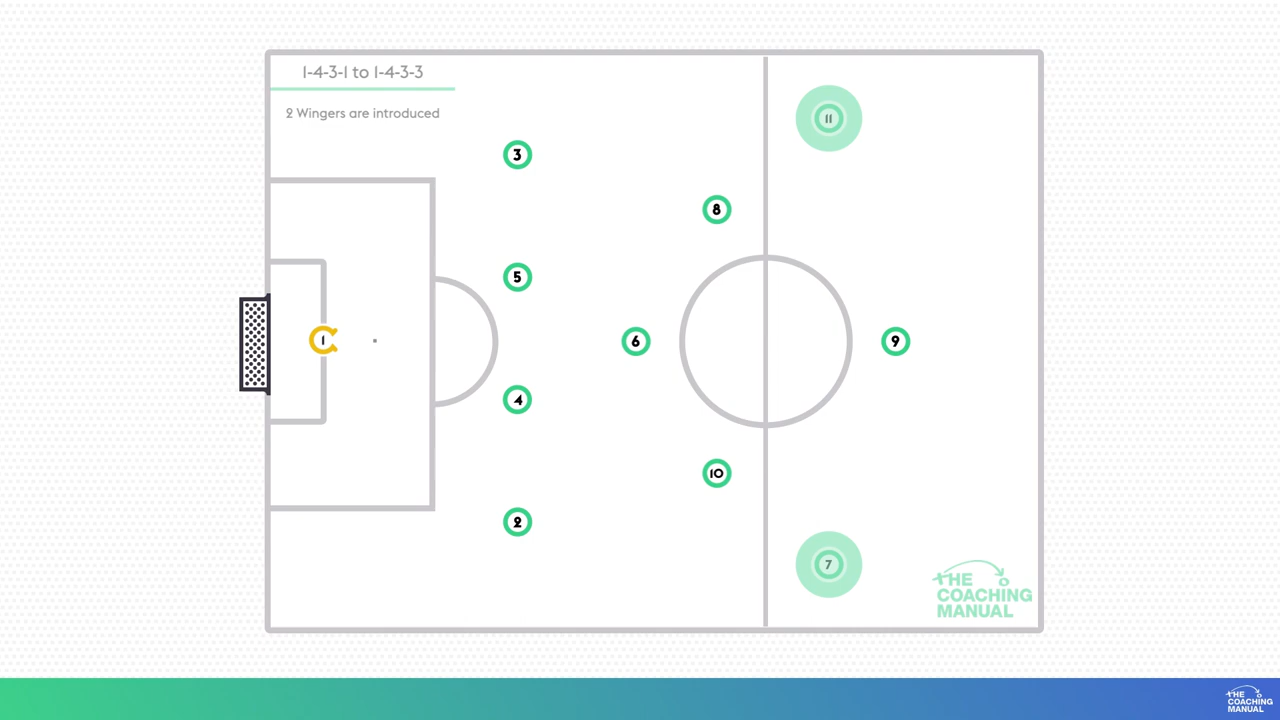 1-4-3-1 to 1-4-3-3
2 Wingers are introduced
11
3
8
5
1
6
9
4
10
2
7
THE
COACHING
MANUAL
THE
COACHING
MANUAL